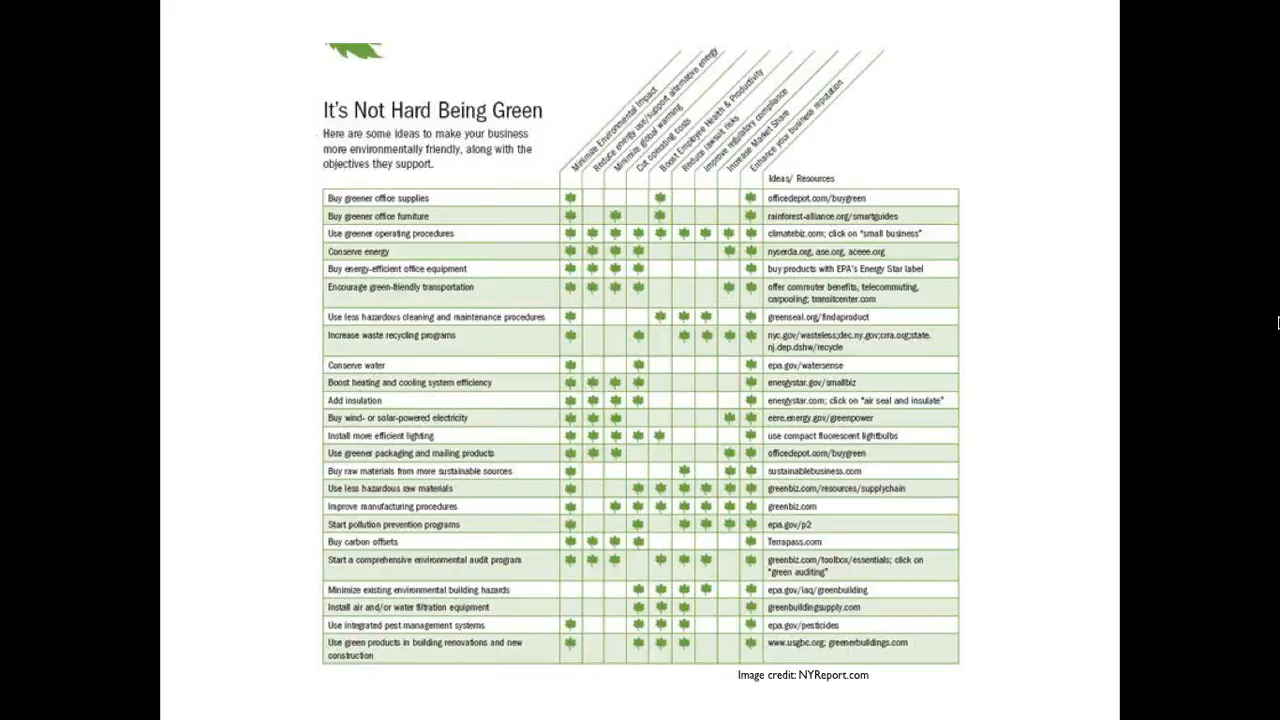 It's Not Hard Being Green
Here are some ideas to make your business
more environmentally friendly, along with the
objectives they support.
Minimize Environmental Impact
Reduce energy use/support alternative energy
Minimize global warming
Cut operating costs
Boost Employee Health & Productivity
Reduce lawsuit risks
Improve regulatory compliance
Increase Market Share
Enhance your business reputation
Ideas/ Resources
Buy greener office supplies officedepot.com/buygreen
Buy greener office furniture rainforest-alliance.org/smartguides
Use greener operating procedures climatebiz.com; click on "small business"
Conserve energy nyserda.org, ase.org, aceee.org
Buy energy-efficient office equipment buy products with EPA's Energy Star label
Encourage green-friendly transportation offer commuter benefits, telecommuting,
carpooling; transitcenter.com
Use less hazardous cleaning and maintenance procedures greenseal.org/findaproduct
Increase waste recycling programs nyc.gov/wasteless;dec.ny.gov;crra.org;state.
nj.dep.dshw/recycle
Conserve water epa.gov/watersense
Boost heating and cooling system efficiency energystar.gov/smallbiz
Add insulation energystar.com; click on "air seal and insulate"
Buy wind- or solar-powered electricity eere.energy.gov/greenpower
Install more efficient lighting use compact fluorescent lightbulbs
Use greener packaging and mailing products officedepot.com/buygreen
Buy raw materials from more sustainable sources sustainablebusiness.com
Use less hazardous raw materials greenbiz.com/resources/supplychain
Improve manufacturing procedures greenbiz.com
Start pollution prevention programs epa.gov/p2
Buy carbon offsets Terrapass.com
Start a comprehensive environmental audit program greenbiz.com/toolbox/essentials; click on
"green auditing"
Minimize existing environmental building hazards epa.gov/iaq/greenbuilding
Install air and/or water filtration equipment greenbuildingsupply.com
Use integrated pest management systems epa.gov/pesticides
Use green products in building renovations and new www.usgbc.org; greenerbuildings.com
construction
Image credit: NYReport.com